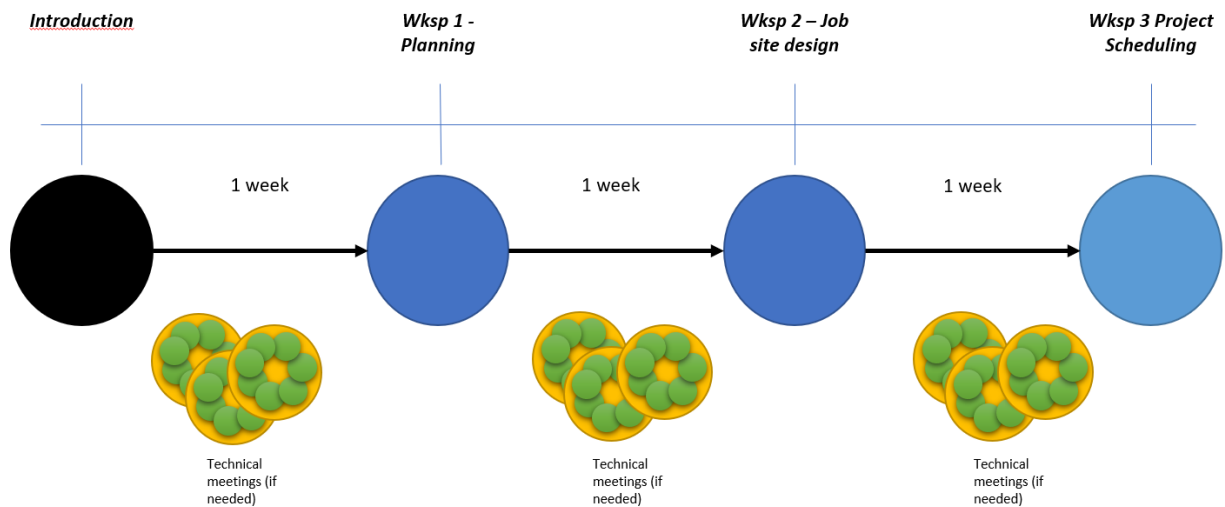 Introduction
Wksp 1 -
Planning
Wksp 2 – Job
site design
Wksp 3 Project
Scheduling
1 week
1 week
1 week
Technical
meetings (if
needed)
Technical
meetings (if
needed)
Technical
meetings (if
needed)